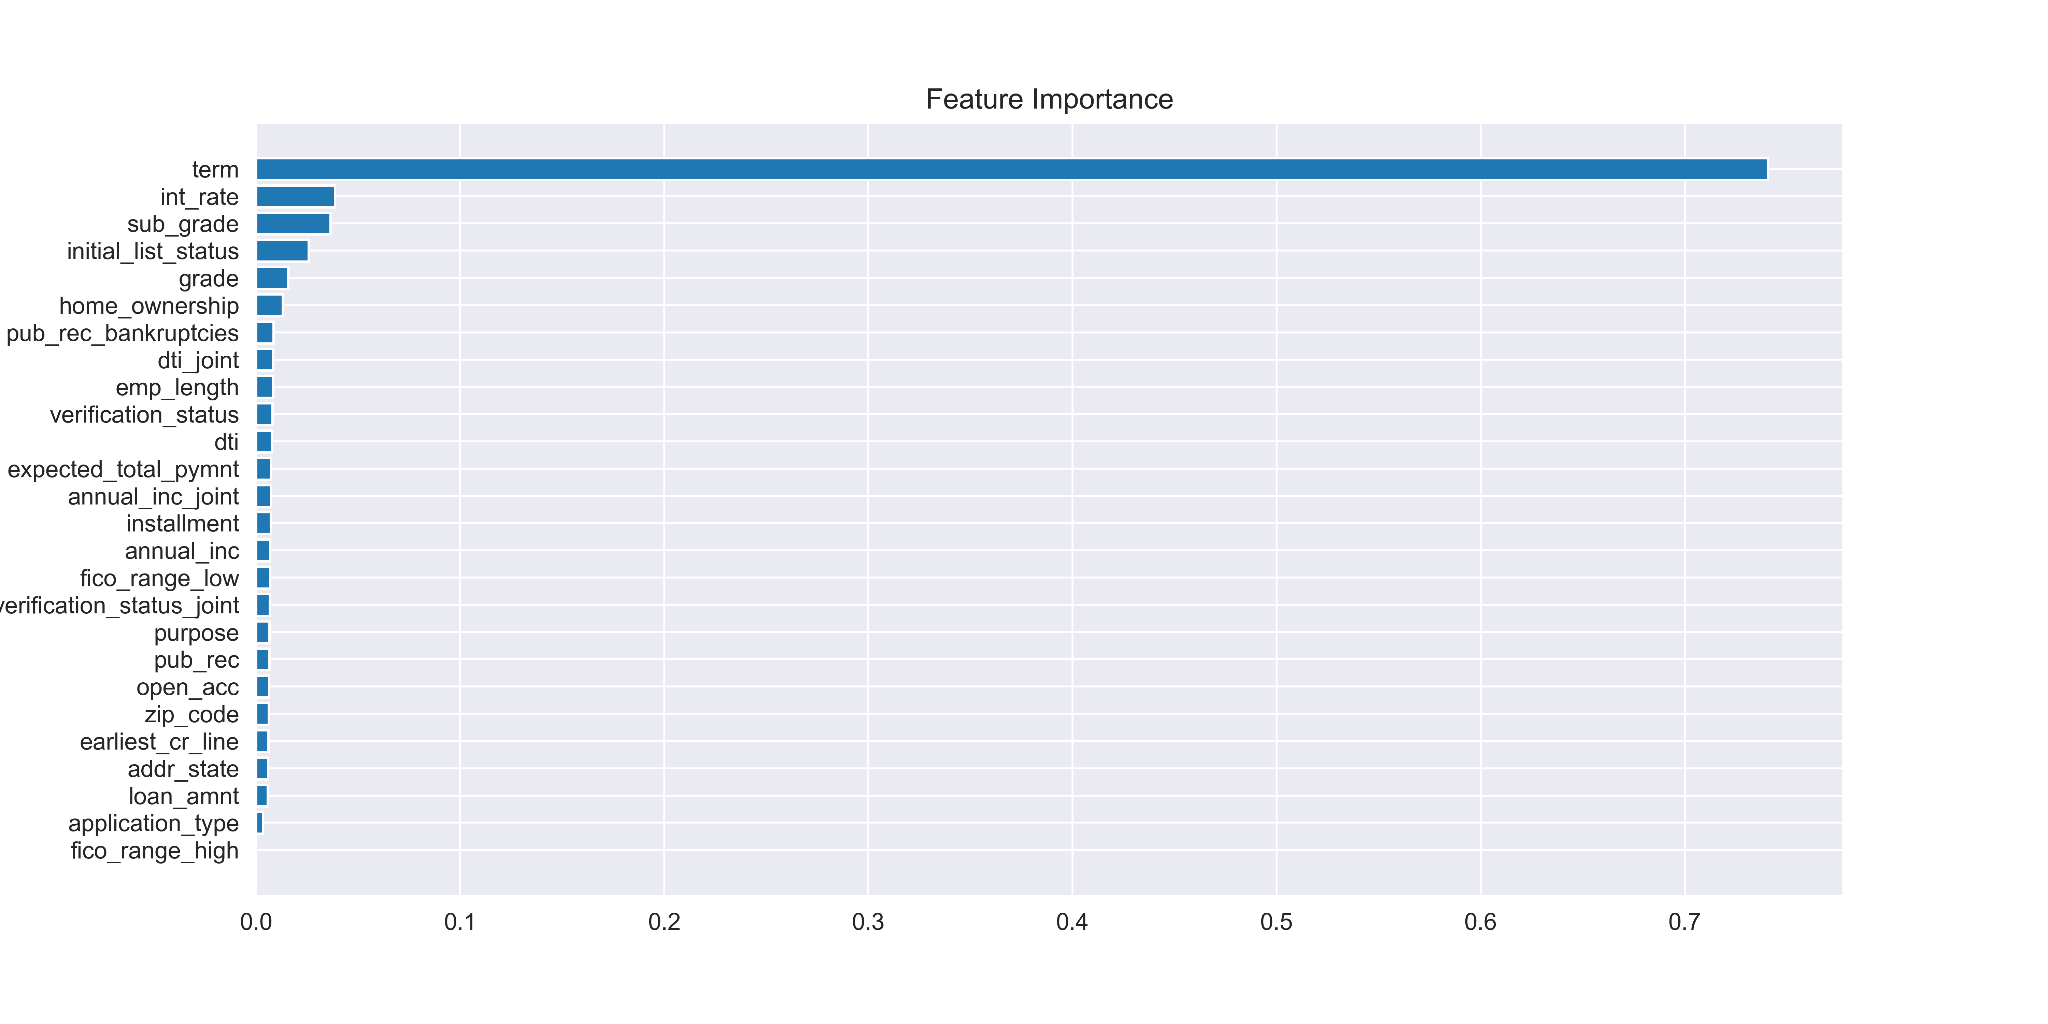 Feature Importance
term
int_rate
sub_grade
initial_list_status
grade
home_ownership
pub_rec_bankruptcies
dti_joint
emp_length
verification_status
dti
expected_total_pymnt
annual_inc_joint
installment
annual_inc
fico_range_low
verification_status_joint
purpose
pub_rec
open_acc
zip_code
earliest_cr_line
addr_state
loan_amnt
application_type
fico_range_high
0.0 0.1 0.2 0.3 0.4 0.5 0.6 0.7